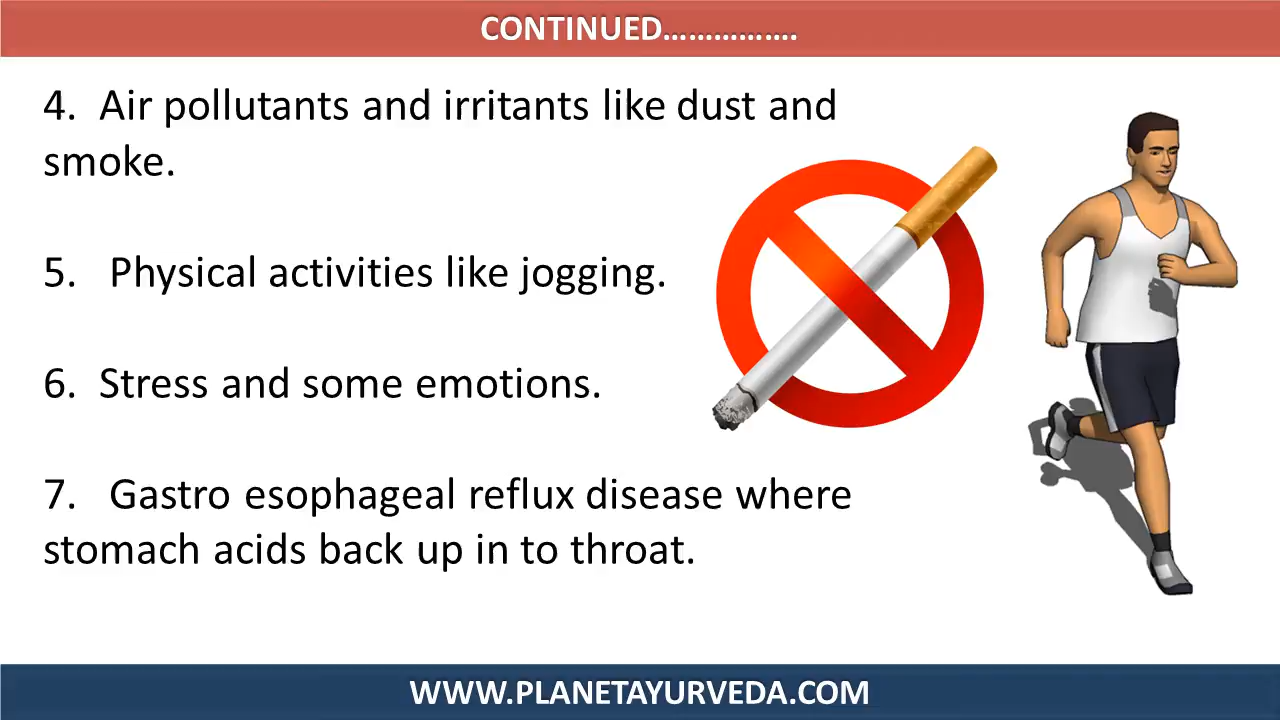 CONTINUED................
4. Air pollutants and irritants like dust and
smoke.
5. Physical activities like jogging.
6. Stress and some emotions.
7. Gastro esophageal reflux disease where
stomach acids back up in to throat.
WWW.PLANETAYURVEDA.COM